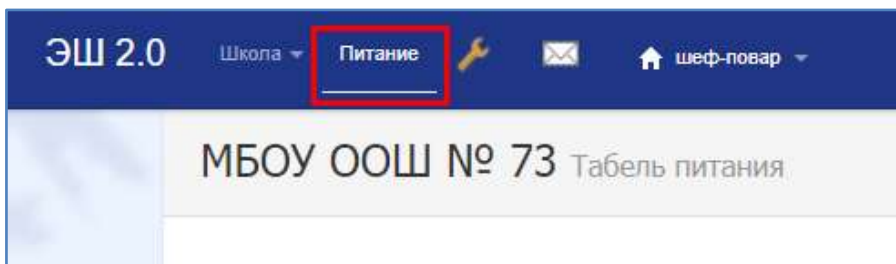 ЭШ 2.0 Школа Питание шеф-повар
МБОУ ООШ № 73 Табель питания